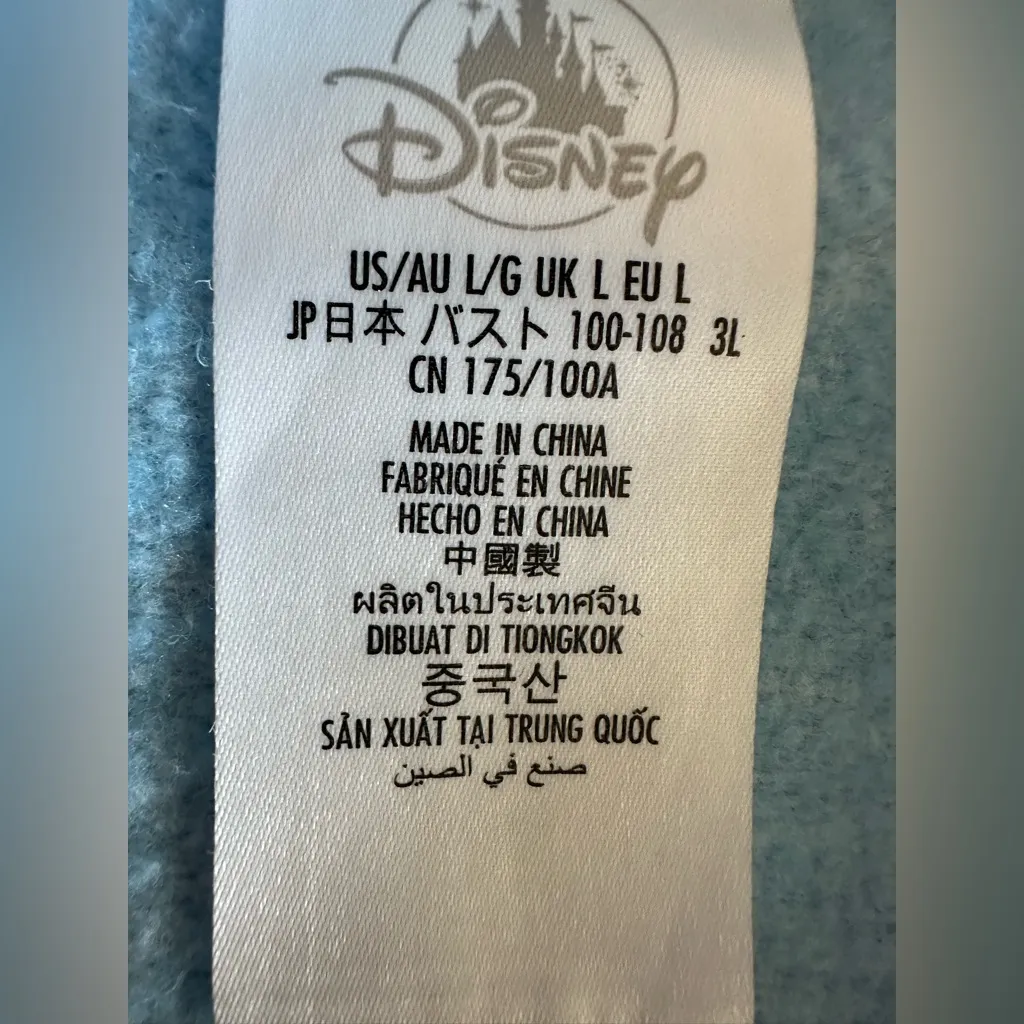 Disney
US/AU L/G UK L EU L
JP日本 バスト 100-108 3L
CN 175/100A
MADE IN CHINA
FABRIQUÉ EN CHINE
HECHO EN CHINA
中國製
ผลิตในประเทศจีน
DIBUAT DI TIONGKOK
중국산
SẢN XUẤT TẠI TRUNG QUỐC
صنع في الصين